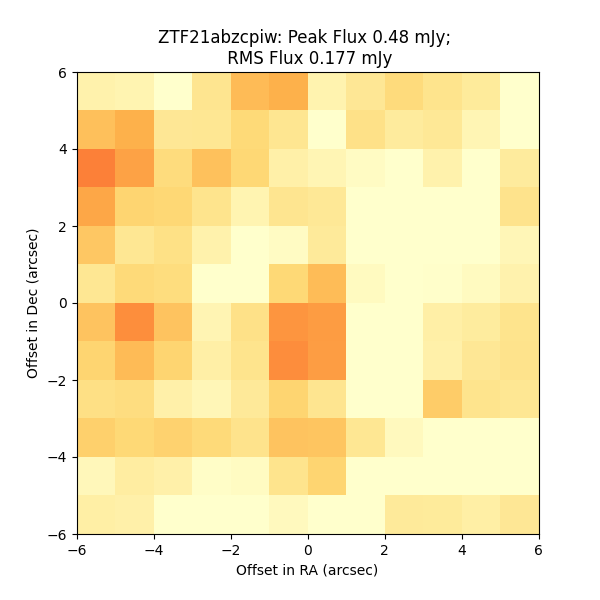 ZTF21abzcpiw: Peak Flux 0.48 mJy;
RMS Flux 0.177 mJy
6
4
2
0
−2
−4
−6
Offset in Dec (arcsec)
−6 −4 −2 0 2 4 6
Offset in RA (arcsec)